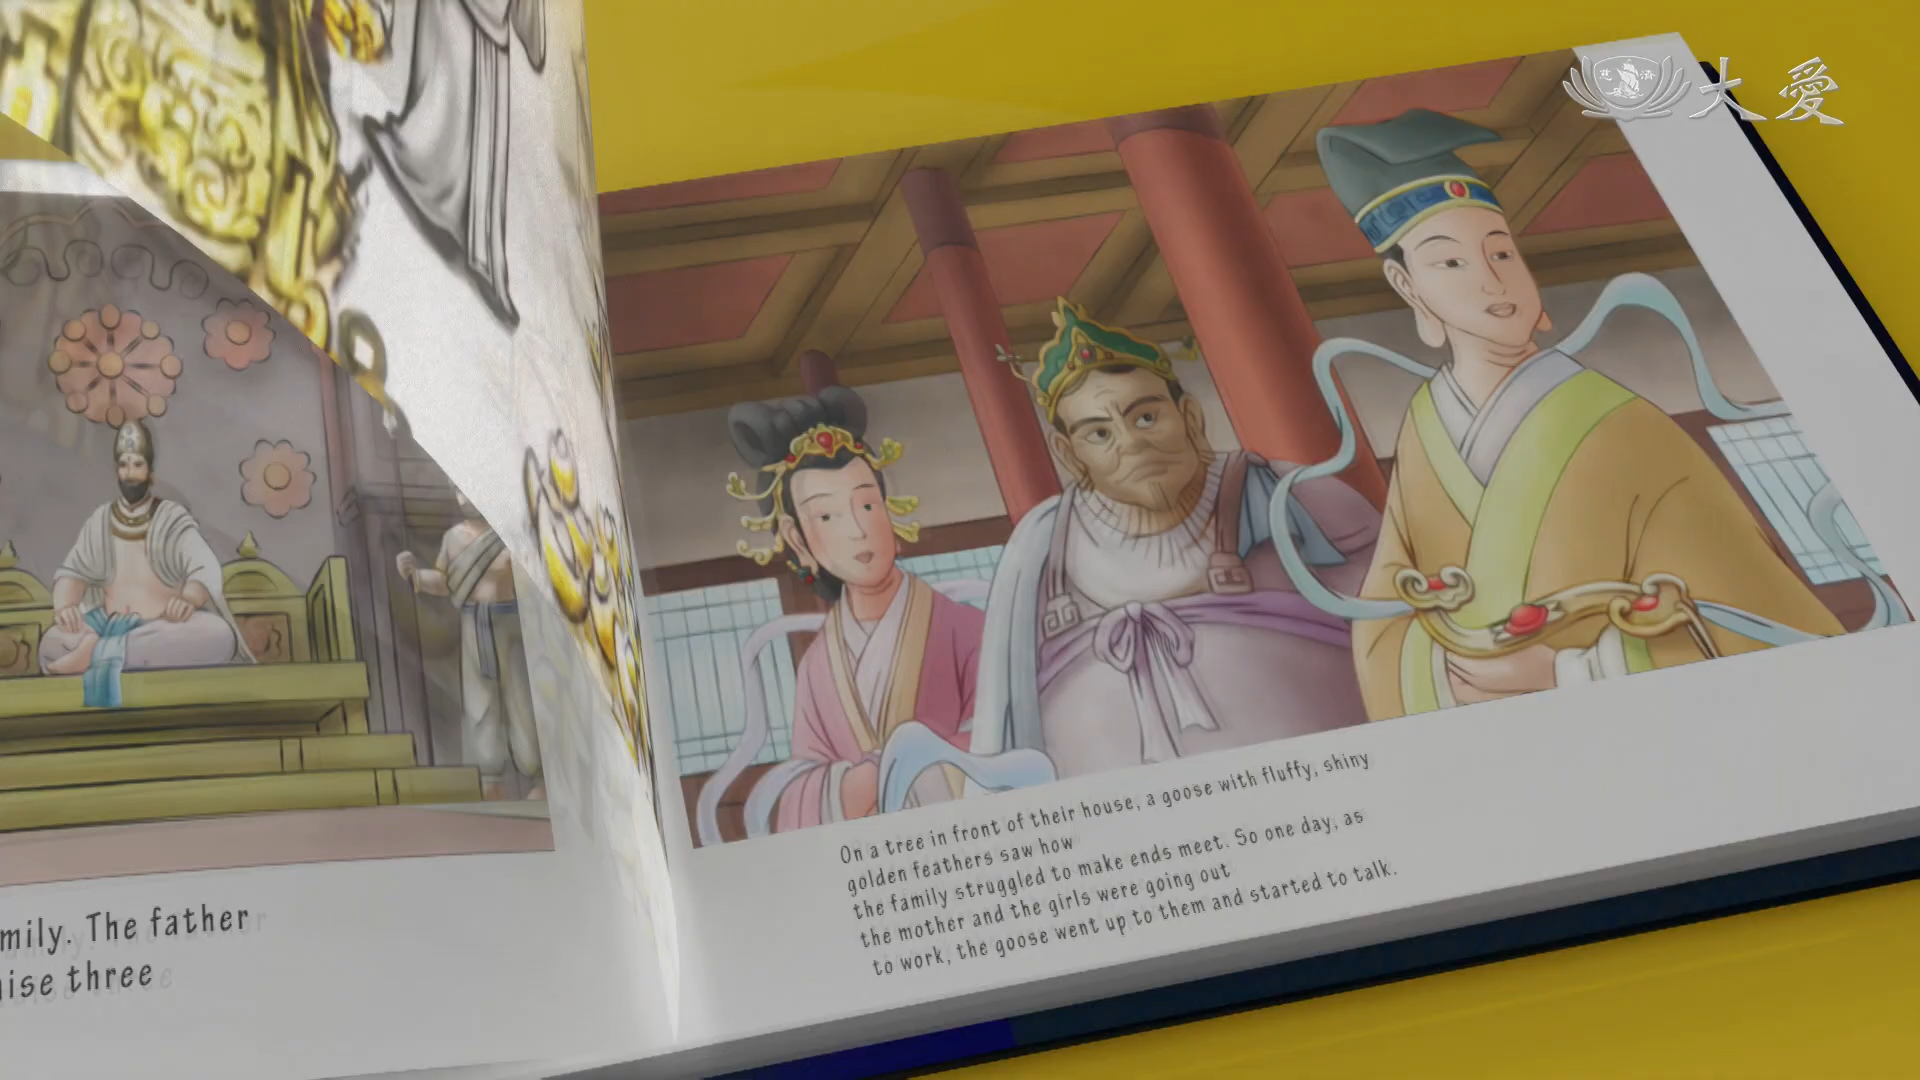 大愛
慈濟
mily. The father
ise three
On a tree in front of their house, a goose with fluffy, shiny
golden feathers saw how
the family struggled to make ends meet. So one day, as
the mother and the girls were going out
to work, the goose went up to them and started to talk.